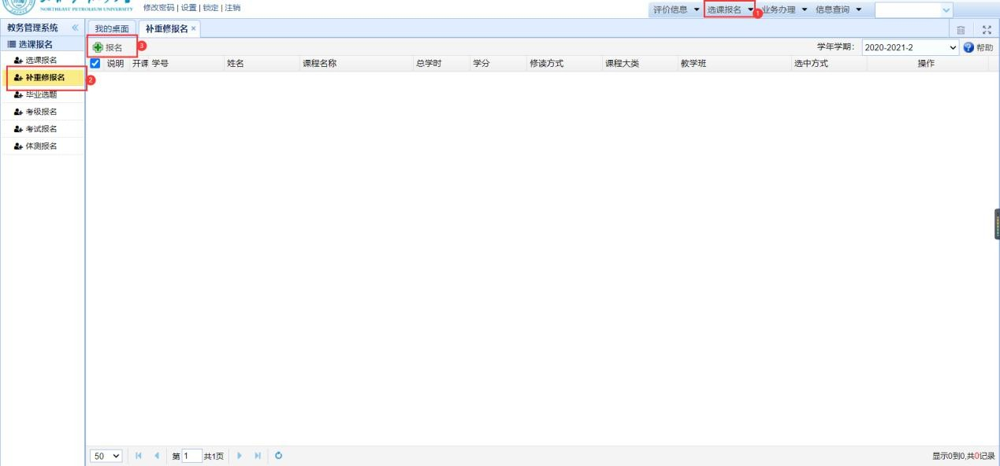 NORTHEAST PETROLEUM UNIVERSITY 修改密码 | 设置 | 锁定 | 注销
评价信息 选课报名 1 业务办理 信息查询
教务管理系统 我的桌面 补重修报名 ×
选课报名
报名 3 学年学期: 2020-2021-2 帮助
说明 开课 学号 姓名 课程名称 总学时 学分 修读方式 课程大类 教学班 选中方式 操作
选课报名
补重修报名 2
毕业选题
考级报名
考试报名
体测报名
50 第 1 共1页 显示0到0,共0记录